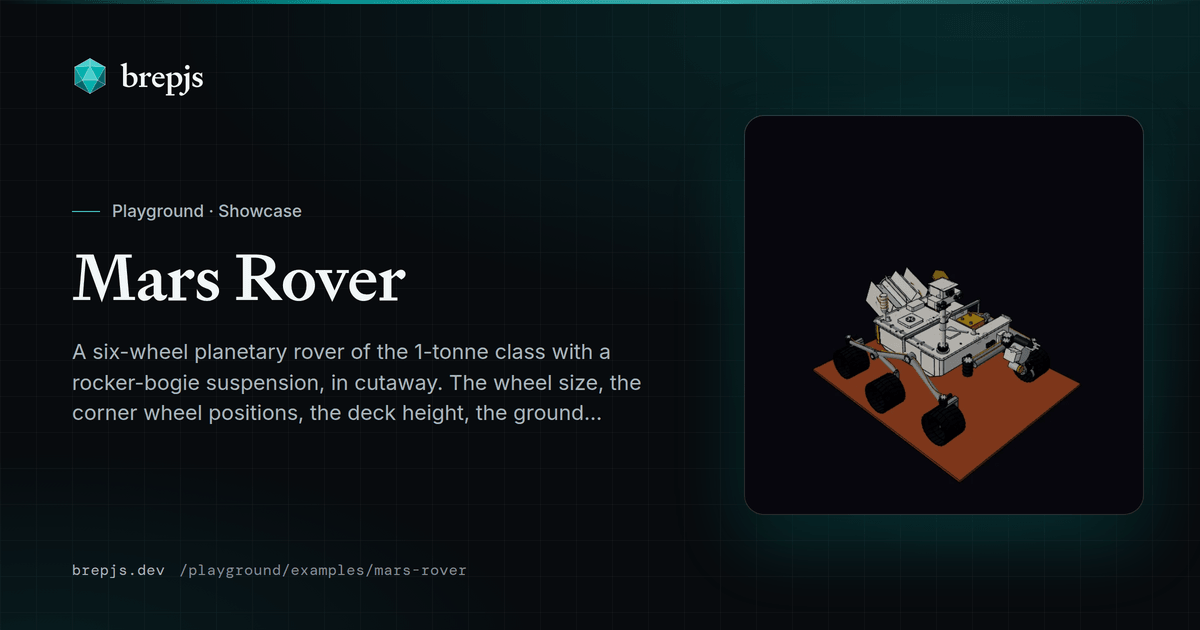 brepjs
Playground · Showcase
Mars Rover
A six-wheel planetary rover of the 1-tonne class with a
rocker-bogie suspension, in cutaway. The wheel size, the
corner wheel positions, the deck height, the ground...
brepjs.dev /playground/examples/mars-rover